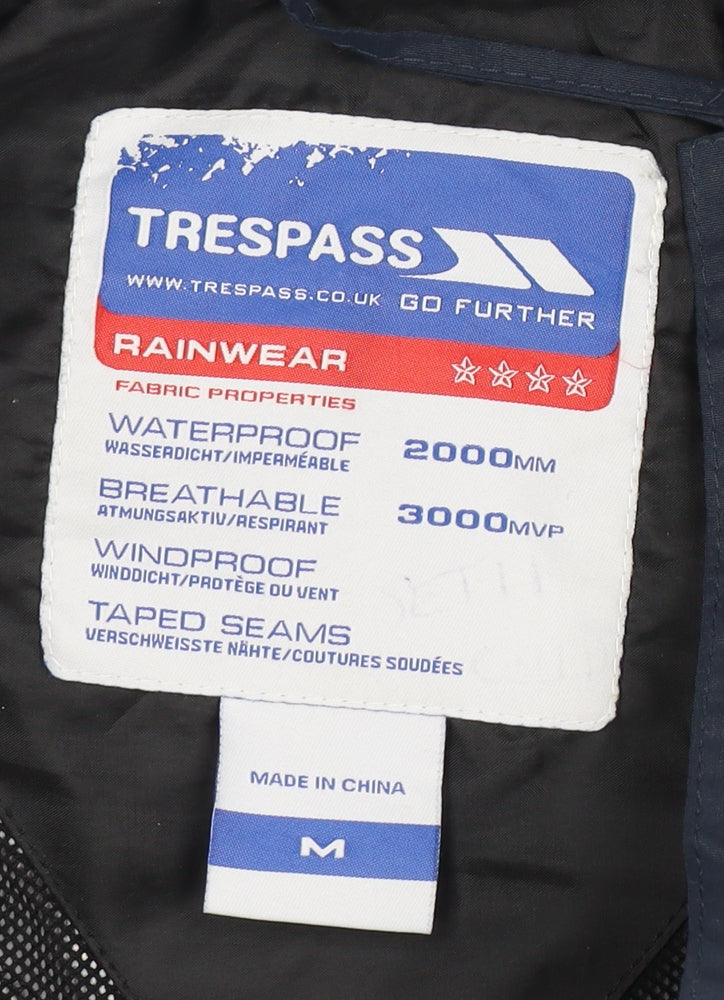 TRESPASS
WWW.TRESPASS.CO.UK GO FURTHER
RAINWEAR
FABRIC PROPERTIES
WATERPROOF 2000MM
WASSERDICHT/IMPERMÉABLE
BREATHABLE 3000MVP
ATMUNGSAKTIV/RESPIRANT
WINDPROOF
WINDDICHT/PROTÈGE OU VENT
TAPED SEAMS
VERSCHWEISSTE NÄHTE/COUTURES SOUDÉES
MADE IN CHINA
M